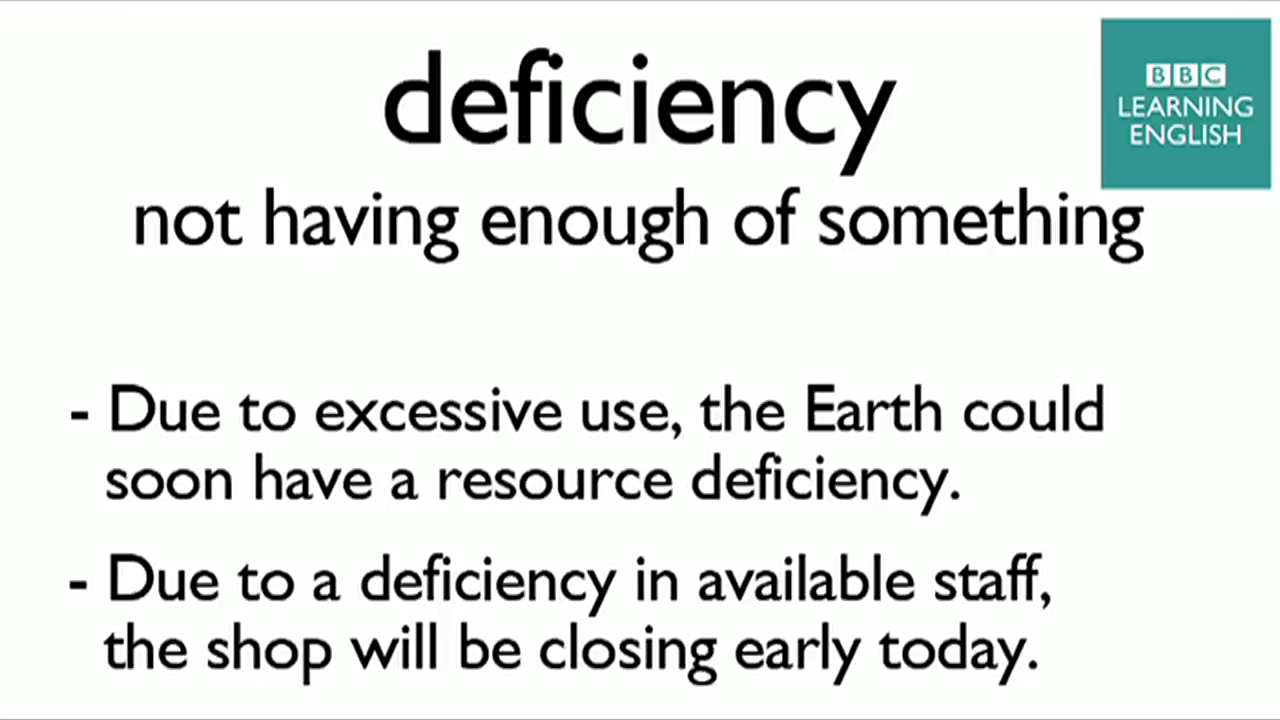 deficiency
BBC
LEARNING
ENGLISH
not having enough of something
- Due to excessive use, the Earth could
soon have a resource deficiency.
- Due to a deficiency in available staff,
the shop will be closing early today.